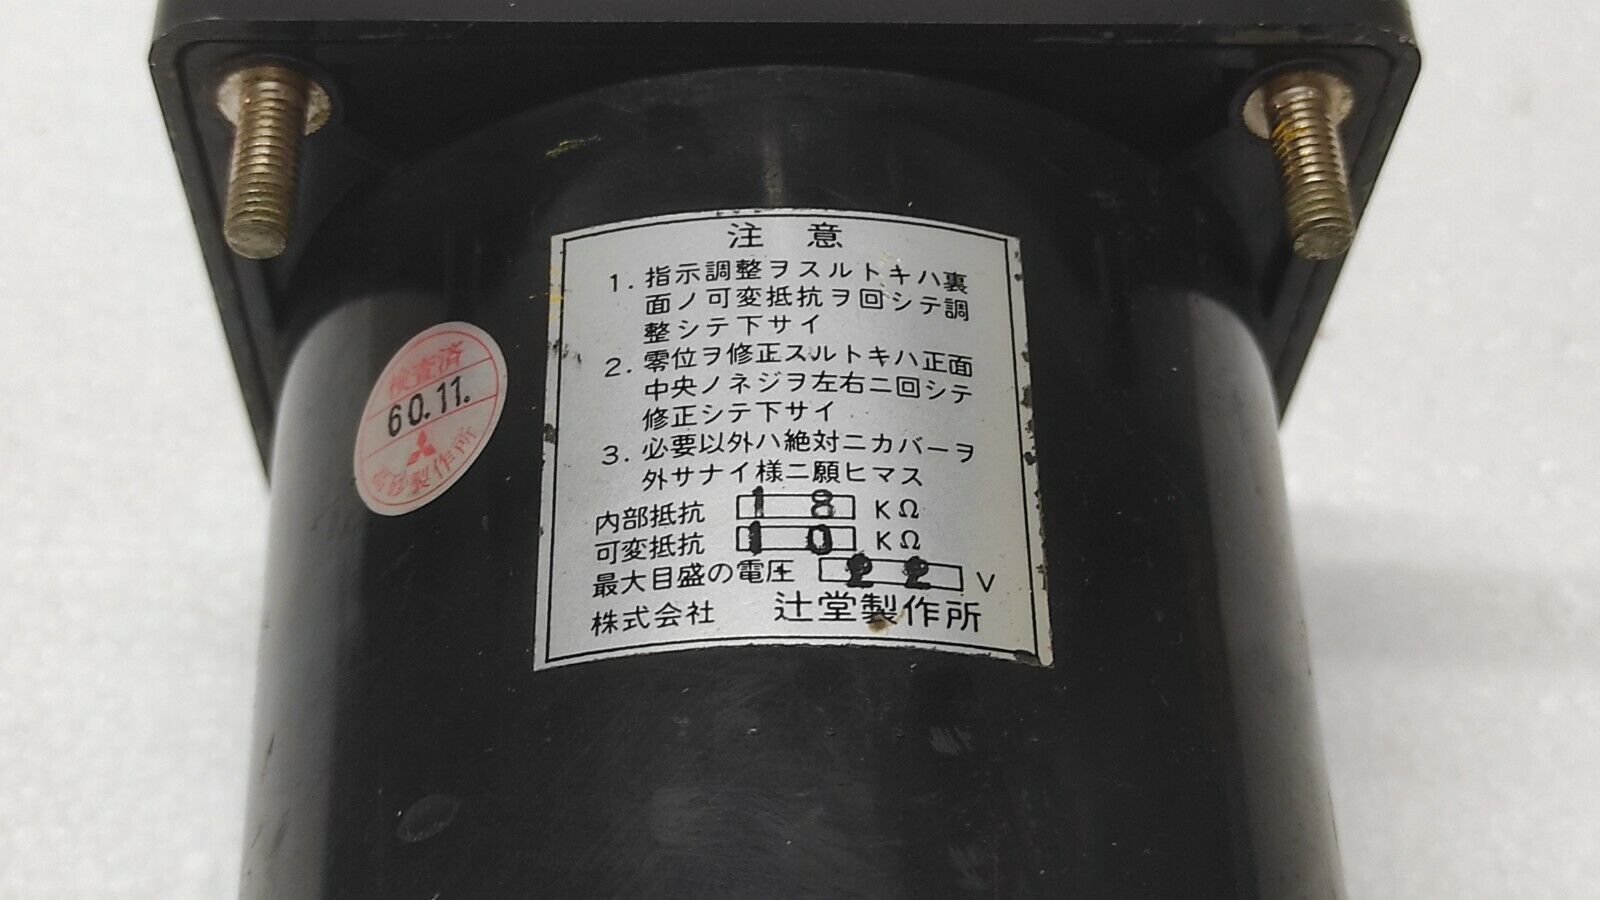 注 意
1. 指示調整ヲスルトキハ裏
面ノ可変抵抗ヲ回シテ調
整シテ下サイ
2. 零位ヲ修正スルトキハ正面
中央ノネジヲ左右ニ回シテ
修正シテ下サイ
3. 必要以外ハ絶対ニカバーヲ
外サナイ様ニ願ヒマス
内部抵抗 18 KΩ
可変抵抗 10 KΩ
最大目盛の電圧 22 V
株式会社 辻堂製作所
検査済
60.11.
製作所